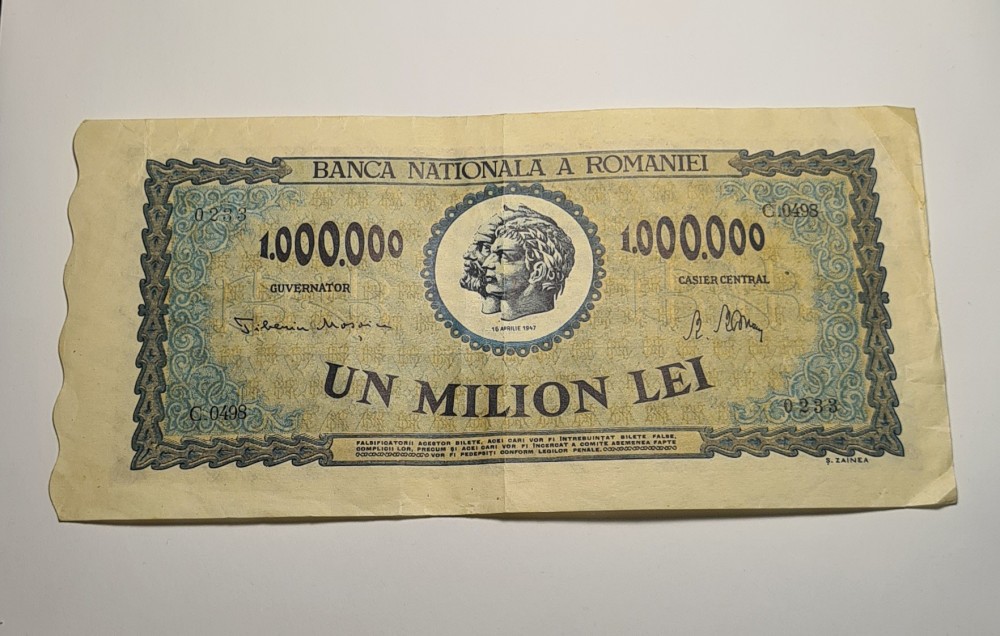 BANCA NATIONALA A ROMANIEI
0233
C.0498
1.000.000
1.000.000
GUVERNATOR
CASIER CENTRAL
16 APRILIE 1947
UN MILION LEI
C.0498
0233
FALSIFICATORII ACESTOR BILETE, ACEI CARI VOR FI ÎNTREBUINȚAT BILETE FALSE,
COMPLICII LOR, PRECUM ȘI ACEI CARI VOR FI ÎNCERCAT A COMITE ASEMENEA FAPTE
VOR FI PEDEPSIȚI CONFORM LEGILOR PENALE.
Ș. ZAINEA